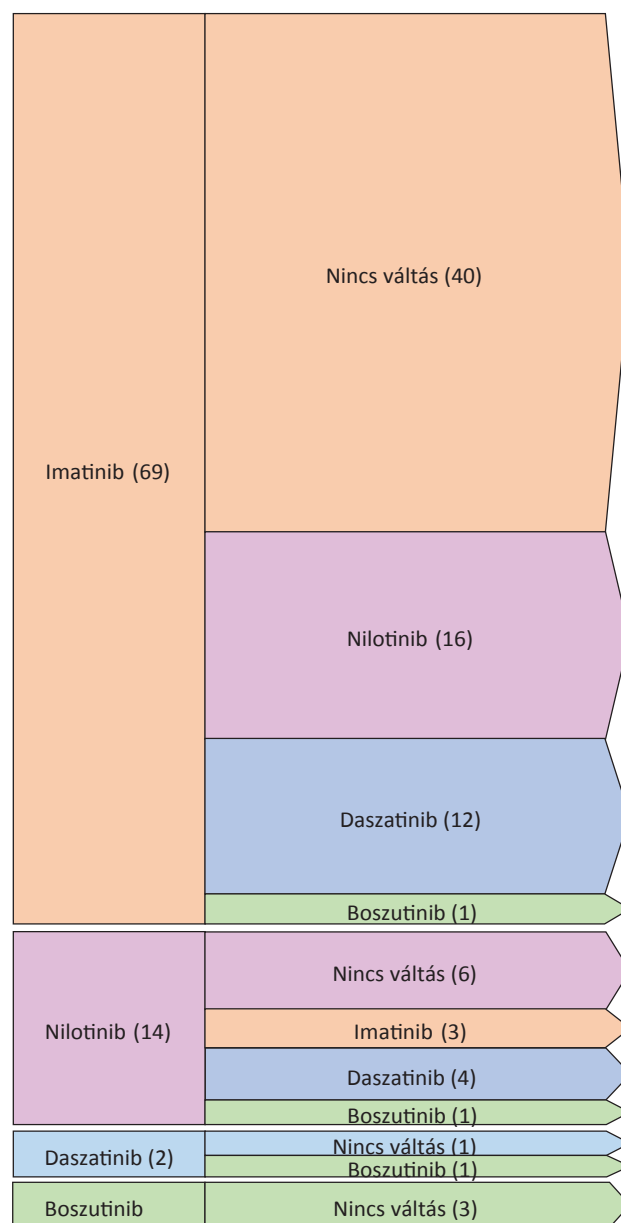 Imatinib (69)
Nincs váltás (40)
Nilotinib (16)
Daszatinib (12)
Boszutinib (1)
Nilotinib (14)
Nincs váltás (6)
Imatinib (3)
Daszatinib (4)
Boszutinib (1)
Daszatinib (2)
Nincs váltás (1)
Boszutinib (1)
Boszutinib
Nincs váltás (3)